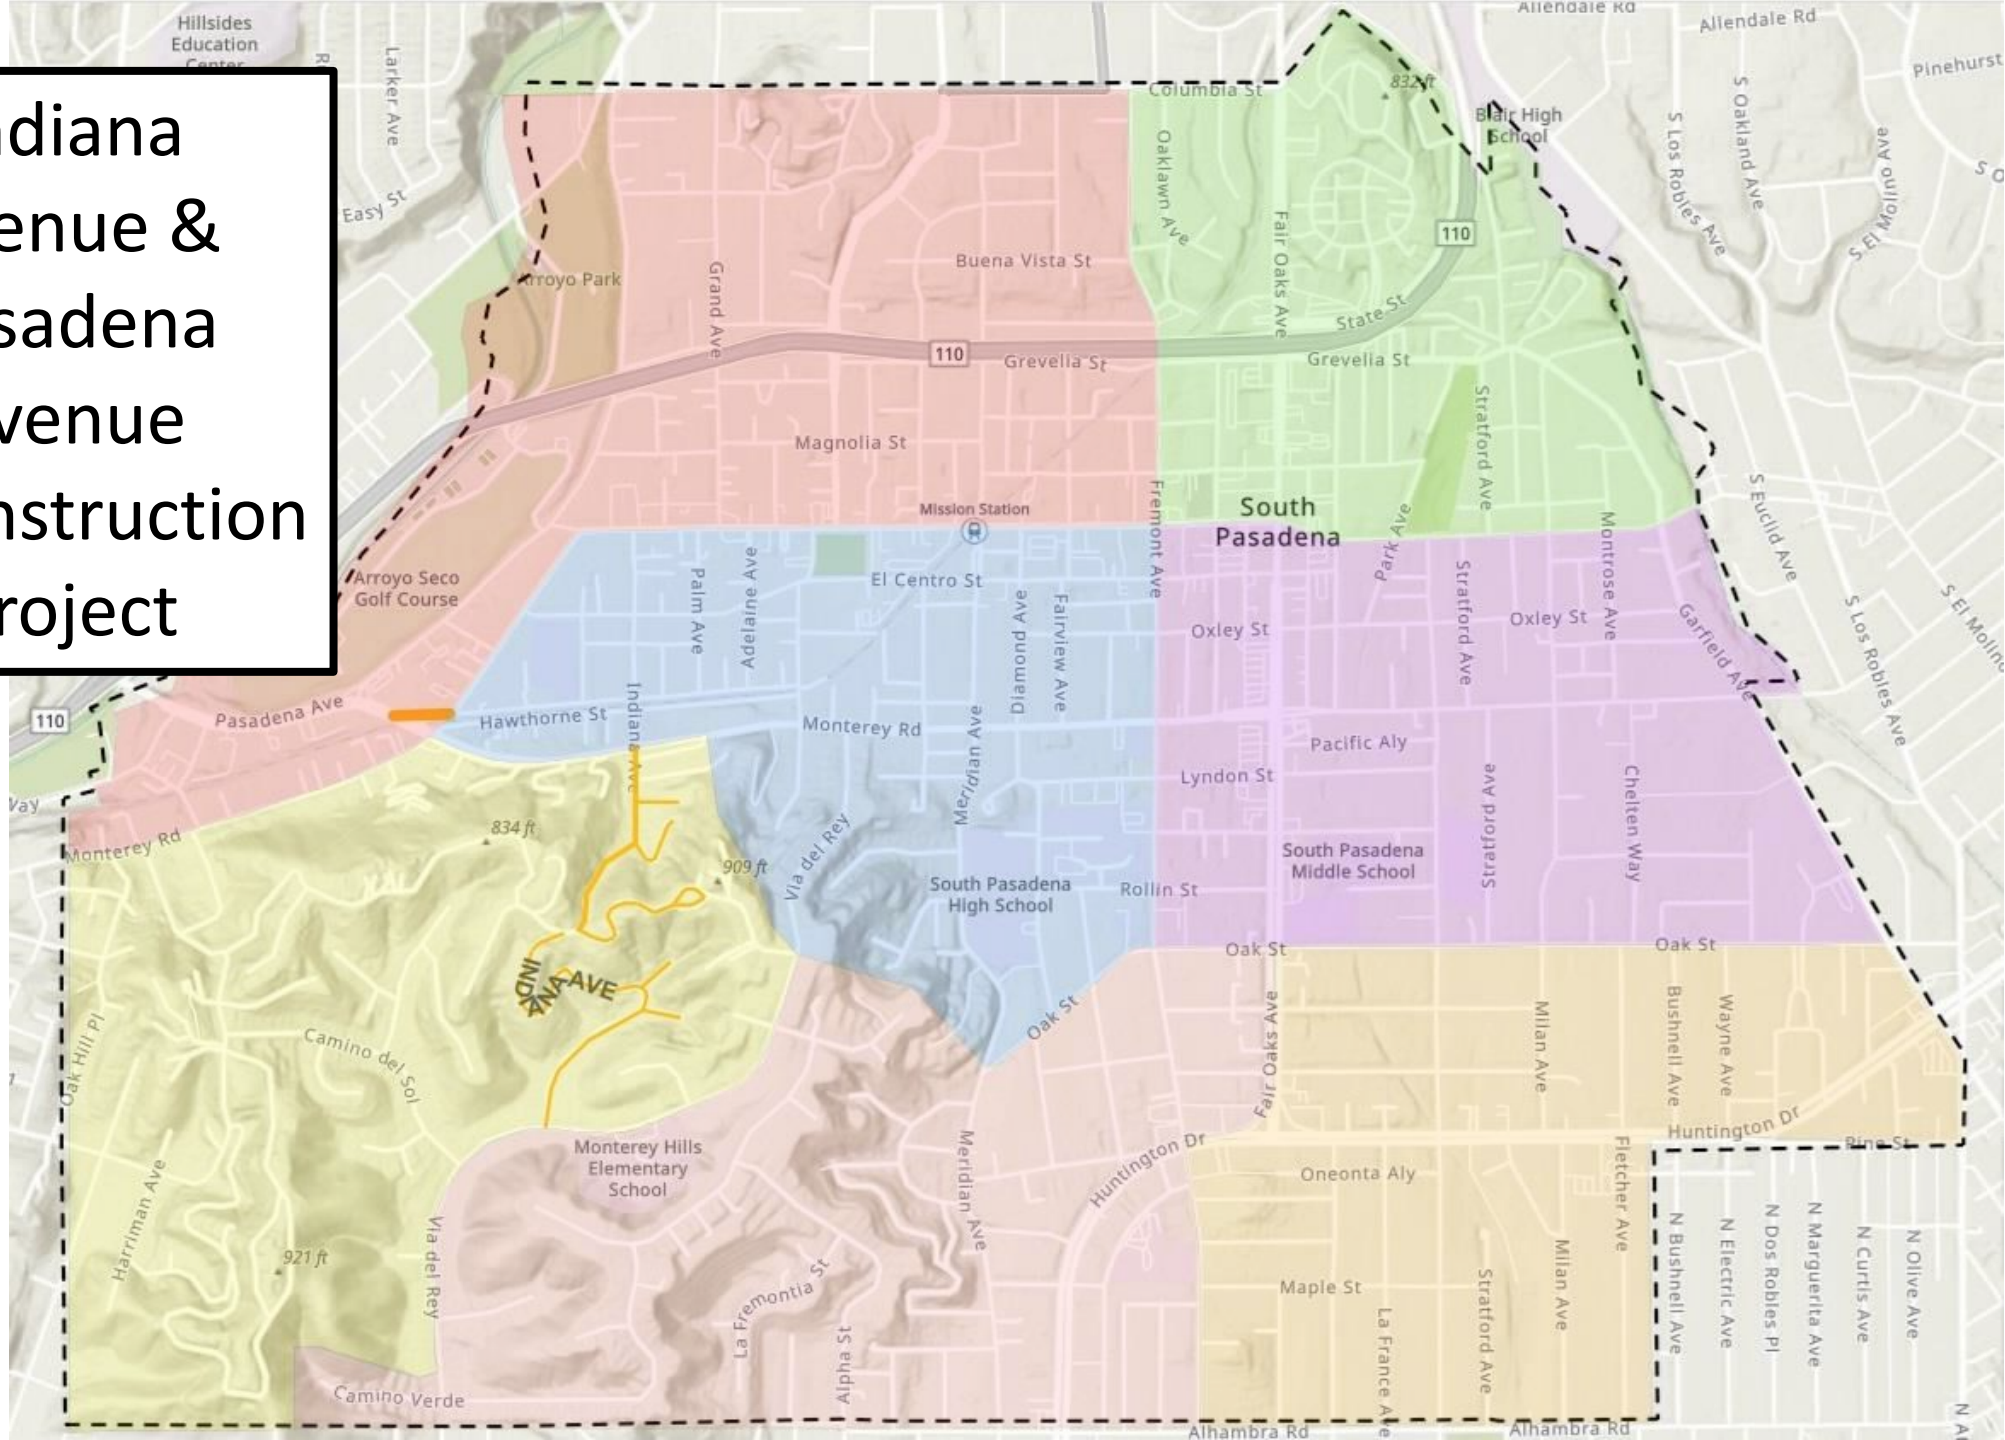 Allendale Rd
Allendale Rd
Hillsides
Education
Center
Larker Ave
Pinehurst
832 ft
Columbia St
Blair High
School
S Oakland Ave
S Los Robles Ave
S El Molino Ave
Oaklawn Ave
diana
enue &
sadena
venue
nstruction
roject
Easy St
Fair Oaks Ave
110
Buena Vista St
Grand Ave
rroyo Park
State St
110
Grevelia St
Grevelia St
Stratford Ave
Magnolia St
Mission Station
Fremont Ave
South
Pasadena
Park Ave
Montrose Ave
S Euclid Ave
Arroyo Seco
Golf Course
Palm Ave
Adelaine Ave
El Centro St
Diamond Ave
Fairview Ave
Oxley St
Stratford Ave
Oxley St
Garfield Ave
S Los Robles Ave
S El Molino
110
Pasadena Ave
Hawthorne St
Indiana Ave
Monterey Rd
Meridian Ave
Pacific Aly
Lyndon St
Stratford Ave
Chelten Way
Way
Monterey Rd
834 ft
909 ft
Via del Rey
South Pasadena
High School
Rollin St
South Pasadena
Middle School
Oak St
Oak St
INDIANA AVE
Oak Hill Pl
Camino del Sol
Oak St
Fair Oaks Ave
Milan Ave
Bushnell Ave
Wayne Ave
Huntington Dr
Pine St
Monterey Hills
Elementary
School
Meridian Ave
Huntington Dr
Oneonta Aly
Fletcher Ave
Harriman Ave
921 ft
Via del Rey
La Fremontia St
Alpha St
Maple St
La France Ave
Stratford Ave
Milan Ave
N Bushnell Ave
N Electric Ave
N Dos Robles Pl
N Marguerita Ave
N Curtis Ave
N Olive Ave
Camino Verde
Alhambra Rd
Alhambra Rd